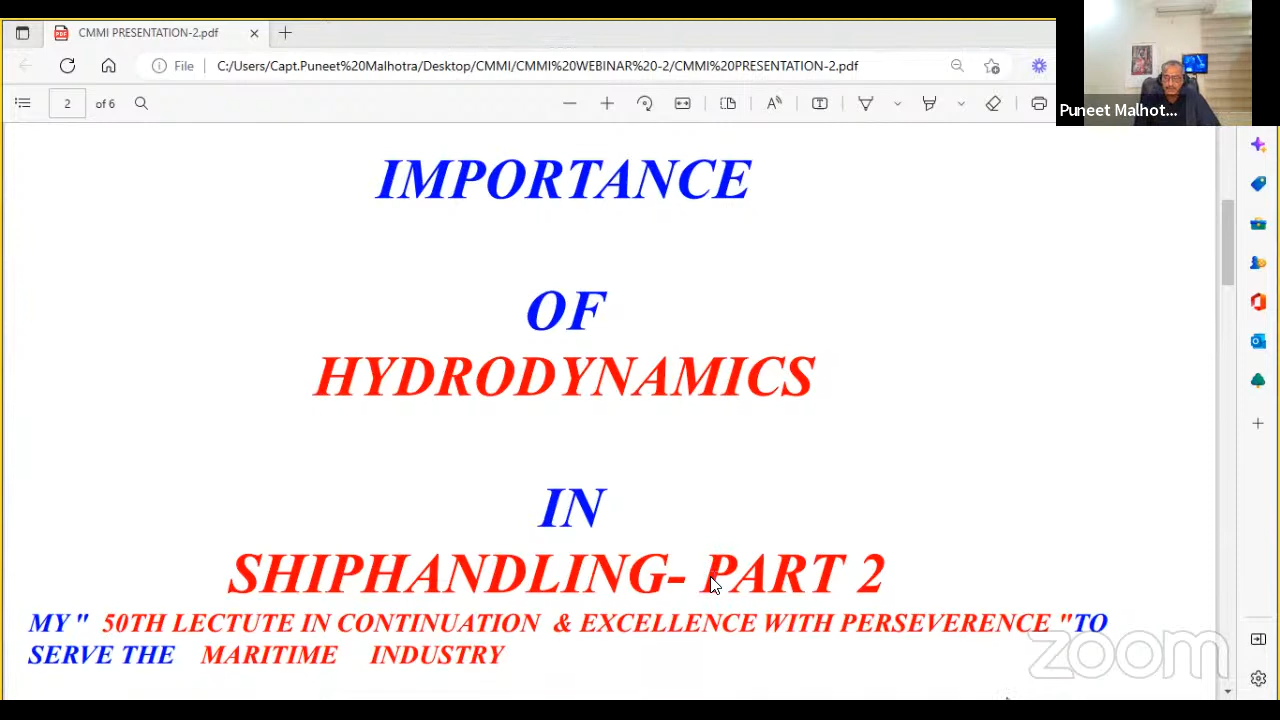 CMMI PRESENTATION-2.pdf
File C:/Users/Capt.Puneet%20Malhotra/Desktop/CMMI/CMMI%20WEBINAR%20-2/CMMI%20PRESENTATION-2.pdf
2 of 6
Puneet Malhot...
IMPORTANCE
OF
HYDRODYNAMICS
IN
SHIPHANDLING- PART 2
MY " 50TH LECTUTE IN CONTINUATION & EXCELLENCE WITH PERSEVERENCE "TO
SERVE THE MARITIME INDUSTRY
zoom